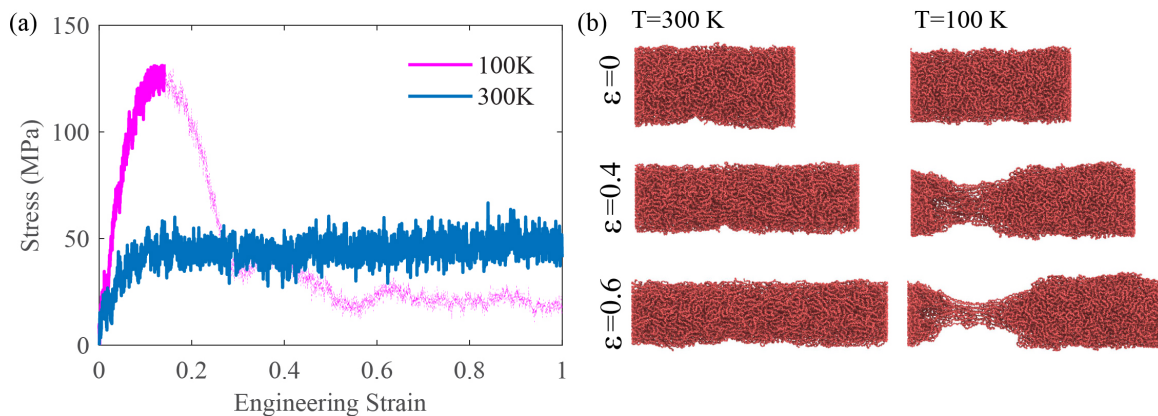 (a)
150
100
50
0
Stress (MPa)
100K
300K
0 0.2 0.4 0.6 0.8 1
Engineering Strain
(b)
T=300 K T=100 K
ε=0
ε=0.4
ε=0.6